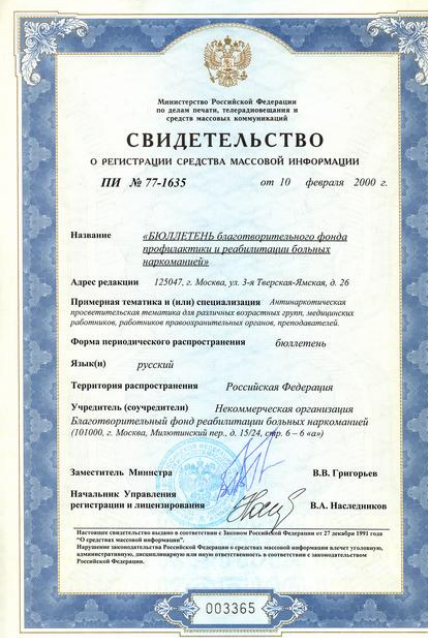 Министерство Российской Федерации
по делам печати, телерадиовещания и
средств массовых коммуникаций
СВИДЕТЕЛЬСТВО
О РЕГИСТРАЦИИ СРЕДСТВА МАССОВОЙ ИНФОРМАЦИИ
ПИ № 77-1635 от 10 февраля 2000 г.
Название «БЮЛЛЕТЕНЬ благотворительного фонда
профилактики и реабилитации больных
наркоманией»
Адрес редакции 125047, г. Москва, ул. 3-я Тверская-Ямская, д. 26
Примерная тематика и (или) специализация Антинаркотическая
просветительская тематика для различных возрастных групп, медицинских
работников, работников правоохранительных органов, преподавателей.
Форма периодического распространения бюллетень
Язык(и) русский
Территория распространения Российская Федерация
Учредитель (соучредители) Некоммерческая организация
Благотворительный фонд реабилитации больных наркоманией
(101000, г. Москва, Милютинский пер., д. 15/24, стр. 6 – 6 «а»)
Заместитель Министра В.В. Григорьев
Начальник Управления
регистрации и лицензирования В.А. Наследников
Настоящее свидетельство выдано в соответствии с Законом Российской Федерации от 27 декабря 1991 года
"О средствах массовой информации".
Нарушение законодательства Российской Федерации о средствах массовой информации влечет уголовную,
административную, дисциплинарную или иную ответственность в соответствии с законодательством
Российской Федерации.
003365